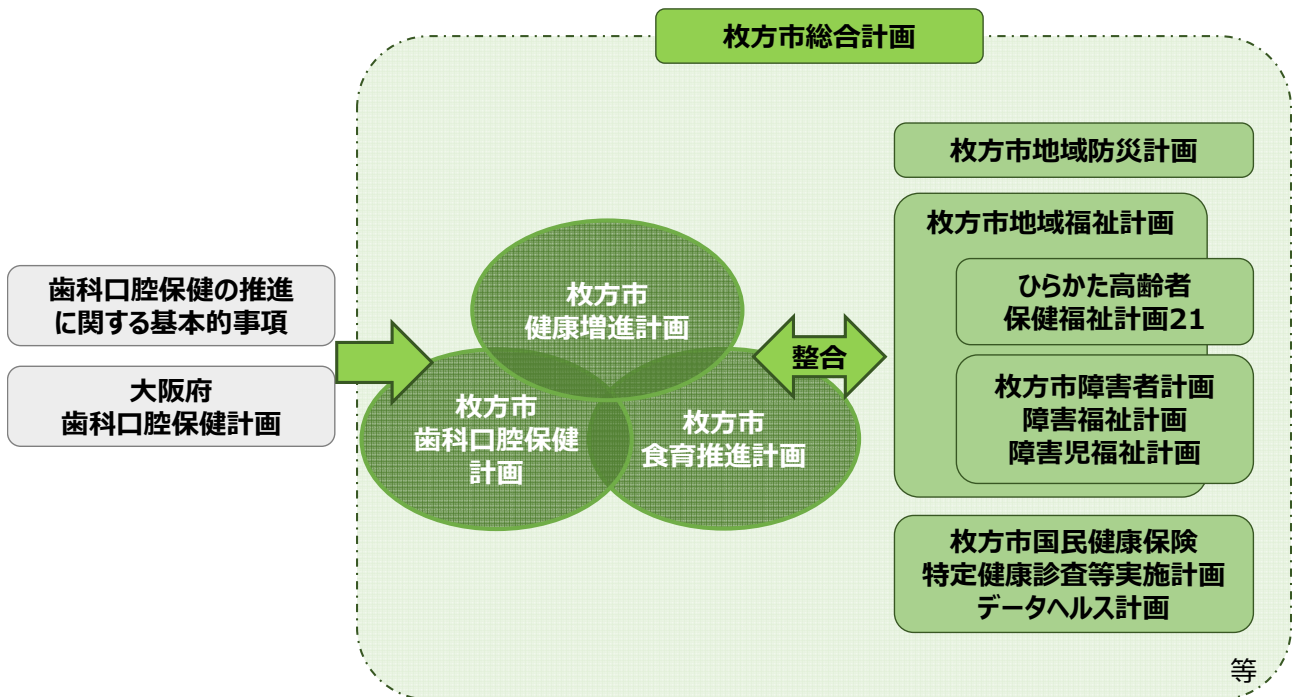 枚方市総合計画
歯科口腔保健の推進
に関する基本的事項
大阪府
歯科口腔保健計画
枚方市
健康増進計画
枚方市
歯科口腔保健
計画
枚方市
食育推進計画
整合
枚方市地域防災計画
枚方市地域福祉計画
ひらかた高齢者
保健福祉計画21
枚方市障害者計画
障害福祉計画
障害児福祉計画
枚方市国民健康保険
特定健康診査等実施計画
データヘルス計画
等